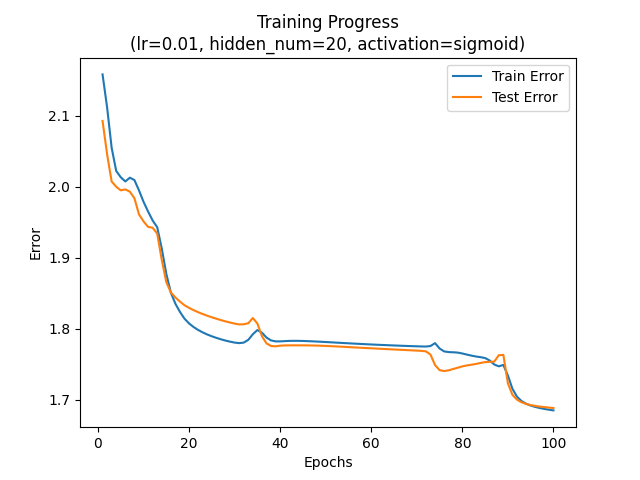 Training Progress
(lr=0.01, hidden_num=20, activation=sigmoid)
Train Error
Test Error
2.1
2.0
1.9
1.8
1.7
Error
0 20 40 60 80 100
Epochs